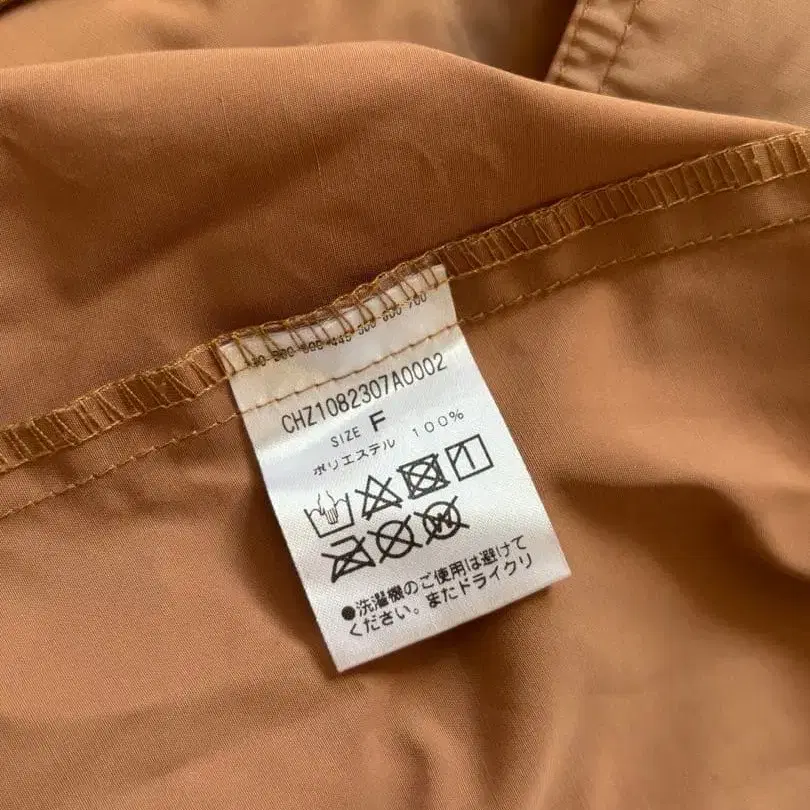 CHZ1082307A0002
SIZE F
ポリエステル 100%
●洗濯機のご使用は避けて
ください。またドライクリ